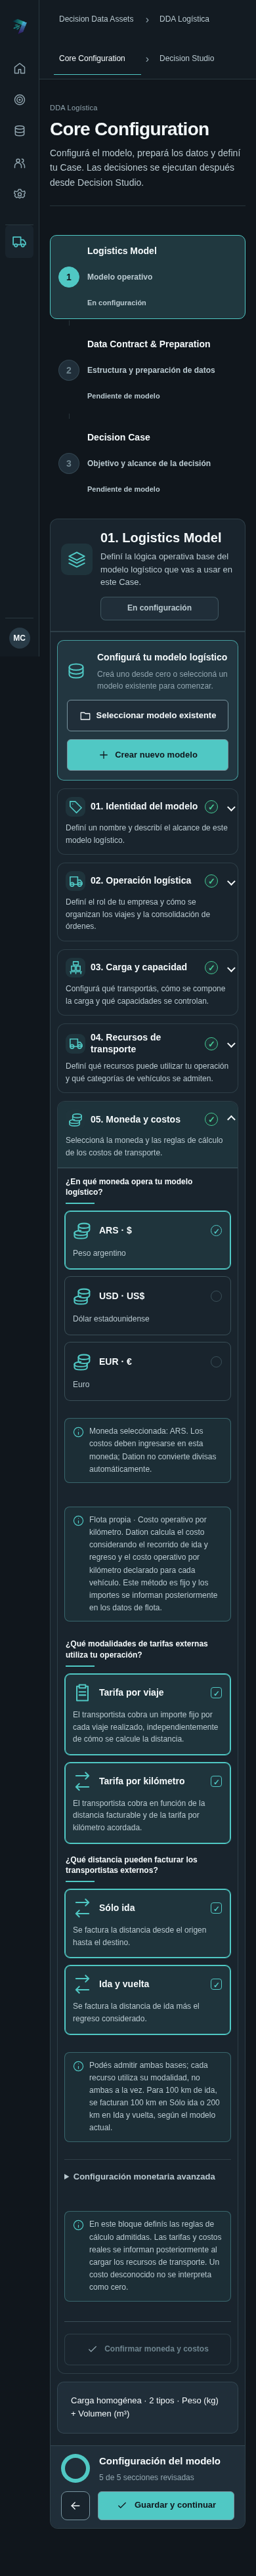 Decision Data Assets › DDA Logística
Core Configuration › Decision Studio
DDA Logística
Core Configuration
Configurá el modelo, prepará los datos y definí
tu Case. Las decisiones se ejecutan después
desde Decision Studio.
Logistics Model
1 Modelo operativo
En configuración
Data Contract & Preparation
2 Estructura y preparación de datos
Pendiente de modelo
Decision Case
3 Objetivo y alcance de la decisión
Pendiente de modelo
MC
01. Logistics Model
Definí la lógica operativa base del
modelo logístico que vas a usar en
este Case.
En configuración
Configurá tu modelo logístico
Creá uno desde cero o seleccioná un
modelo existente para comenzar.
Seleccionar modelo existente
Crear nuevo modelo
01. Identidad del modelo
Definí un nombre y describí el alcance de este
modelo logístico.
02. Operación logística
Definí el rol de tu empresa y cómo se
organizan los viajes y la consolidación de
órdenes.
03. Carga y capacidad
Configurá qué transportás, cómo se compone
la carga y qué capacidades se controlan.
04. Recursos de
transporte
Definí qué recursos puede utilizar tu operación
y qué categorías de vehículos se admiten.
05. Moneda y costos
Seleccioná la moneda y las reglas de cálculo
de los costos de transporte.
¿En qué moneda opera tu modelo
logístico?
ARS · $
Peso argentino
USD · US$
Dólar estadounidense
EUR · €
Euro
Moneda seleccionada: ARS. Los
costos deben ingresarse en esta
moneda; Dation no convierte divisas
automáticamente.
Flota propia · Costo operativo por
kilómetro. Dation calcula el costo
considerando el recorrido de ida y
regreso y el costo operativo por
kilómetro declarado para cada
vehículo. Este método es fijo y los
importes se informan posteriormente
en los datos de flota.
¿Qué modalidades de tarifas externas
utiliza tu operación?
Tarifa por viaje
El transportista cobra un importe fijo por
cada viaje realizado, independientemente
de cómo se calcule la distancia.
Tarifa por kilómetro
El transportista cobra en función de la
distancia facturable y de la tarifa por
kilómetro acordada.
¿Qué distancia pueden facturar los
transportistas externos?
Sólo ida
Se factura la distancia desde el origen
hasta el destino.
Ida y vuelta
Se factura la distancia de ida más el
regreso considerado.
Podés admitir ambas bases; cada
recurso utiliza su modalidad, no
ambas a la vez. Para 100 km de ida,
se facturan 100 km en Sólo ida o 200
km en Ida y vuelta, según el modelo
actual.
Configuración monetaria avanzada
En este bloque definís las reglas de
cálculo admitidas. Las tarifas y costos
reales se informan posteriormente al
cargar los recursos de transporte. Un
costo desconocido no se interpreta
como cero.
Confirmar moneda y costos
Carga homogénea · 2 tipos · Peso (kg)
+ Volumen (m³)
Configuración del modelo
5 de 5 secciones revisadas
Guardar y continuar